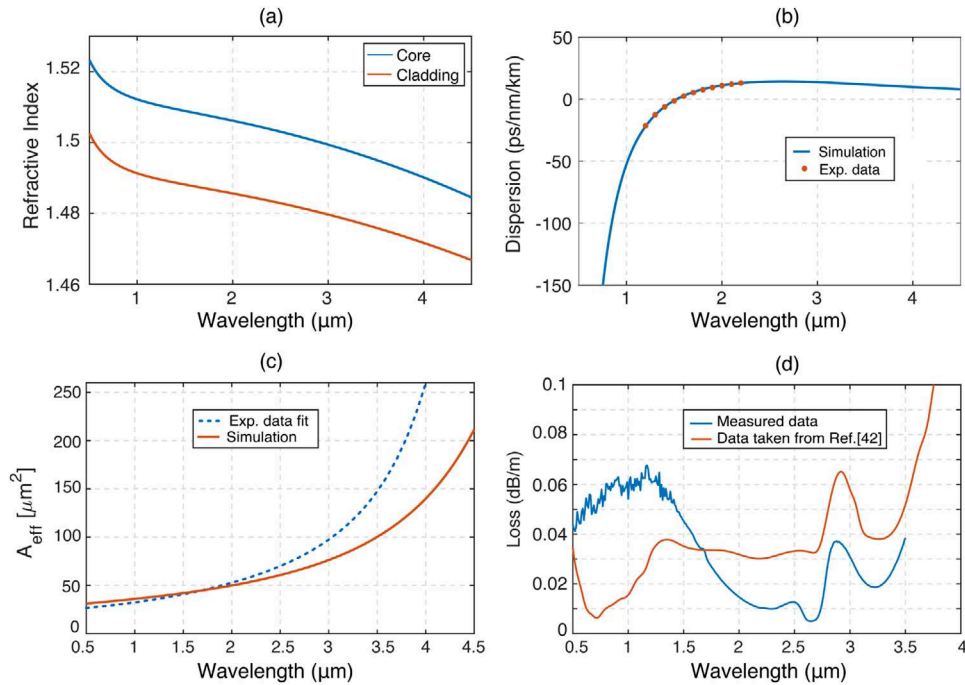 (a)
Refractive Index
1.52
1.5
1.48
1.46
Core
Cladding
1
2
3
4
Wavelength (μm)
(b)
Dispersion (ps/nm/km)
50
0
-50
-100
-150
Simulation
Exp. data
1
2
3
4
Wavelength (μm)
(c)
A_eff [μm²]
250
200
150
100
50
0
Exp. data fit
Simulation
0.5
1
1.5
2
2.5
3
3.5
4
4.5
Wavelength (μm)
(d)
Loss (dB/m)
0.1
0.08
0.06
0.04
0.02
0
Measured data
Data taken from Ref.[42]
0.5
1
1.5
2
2.5
3
3.5
4
Wavelength (μm)